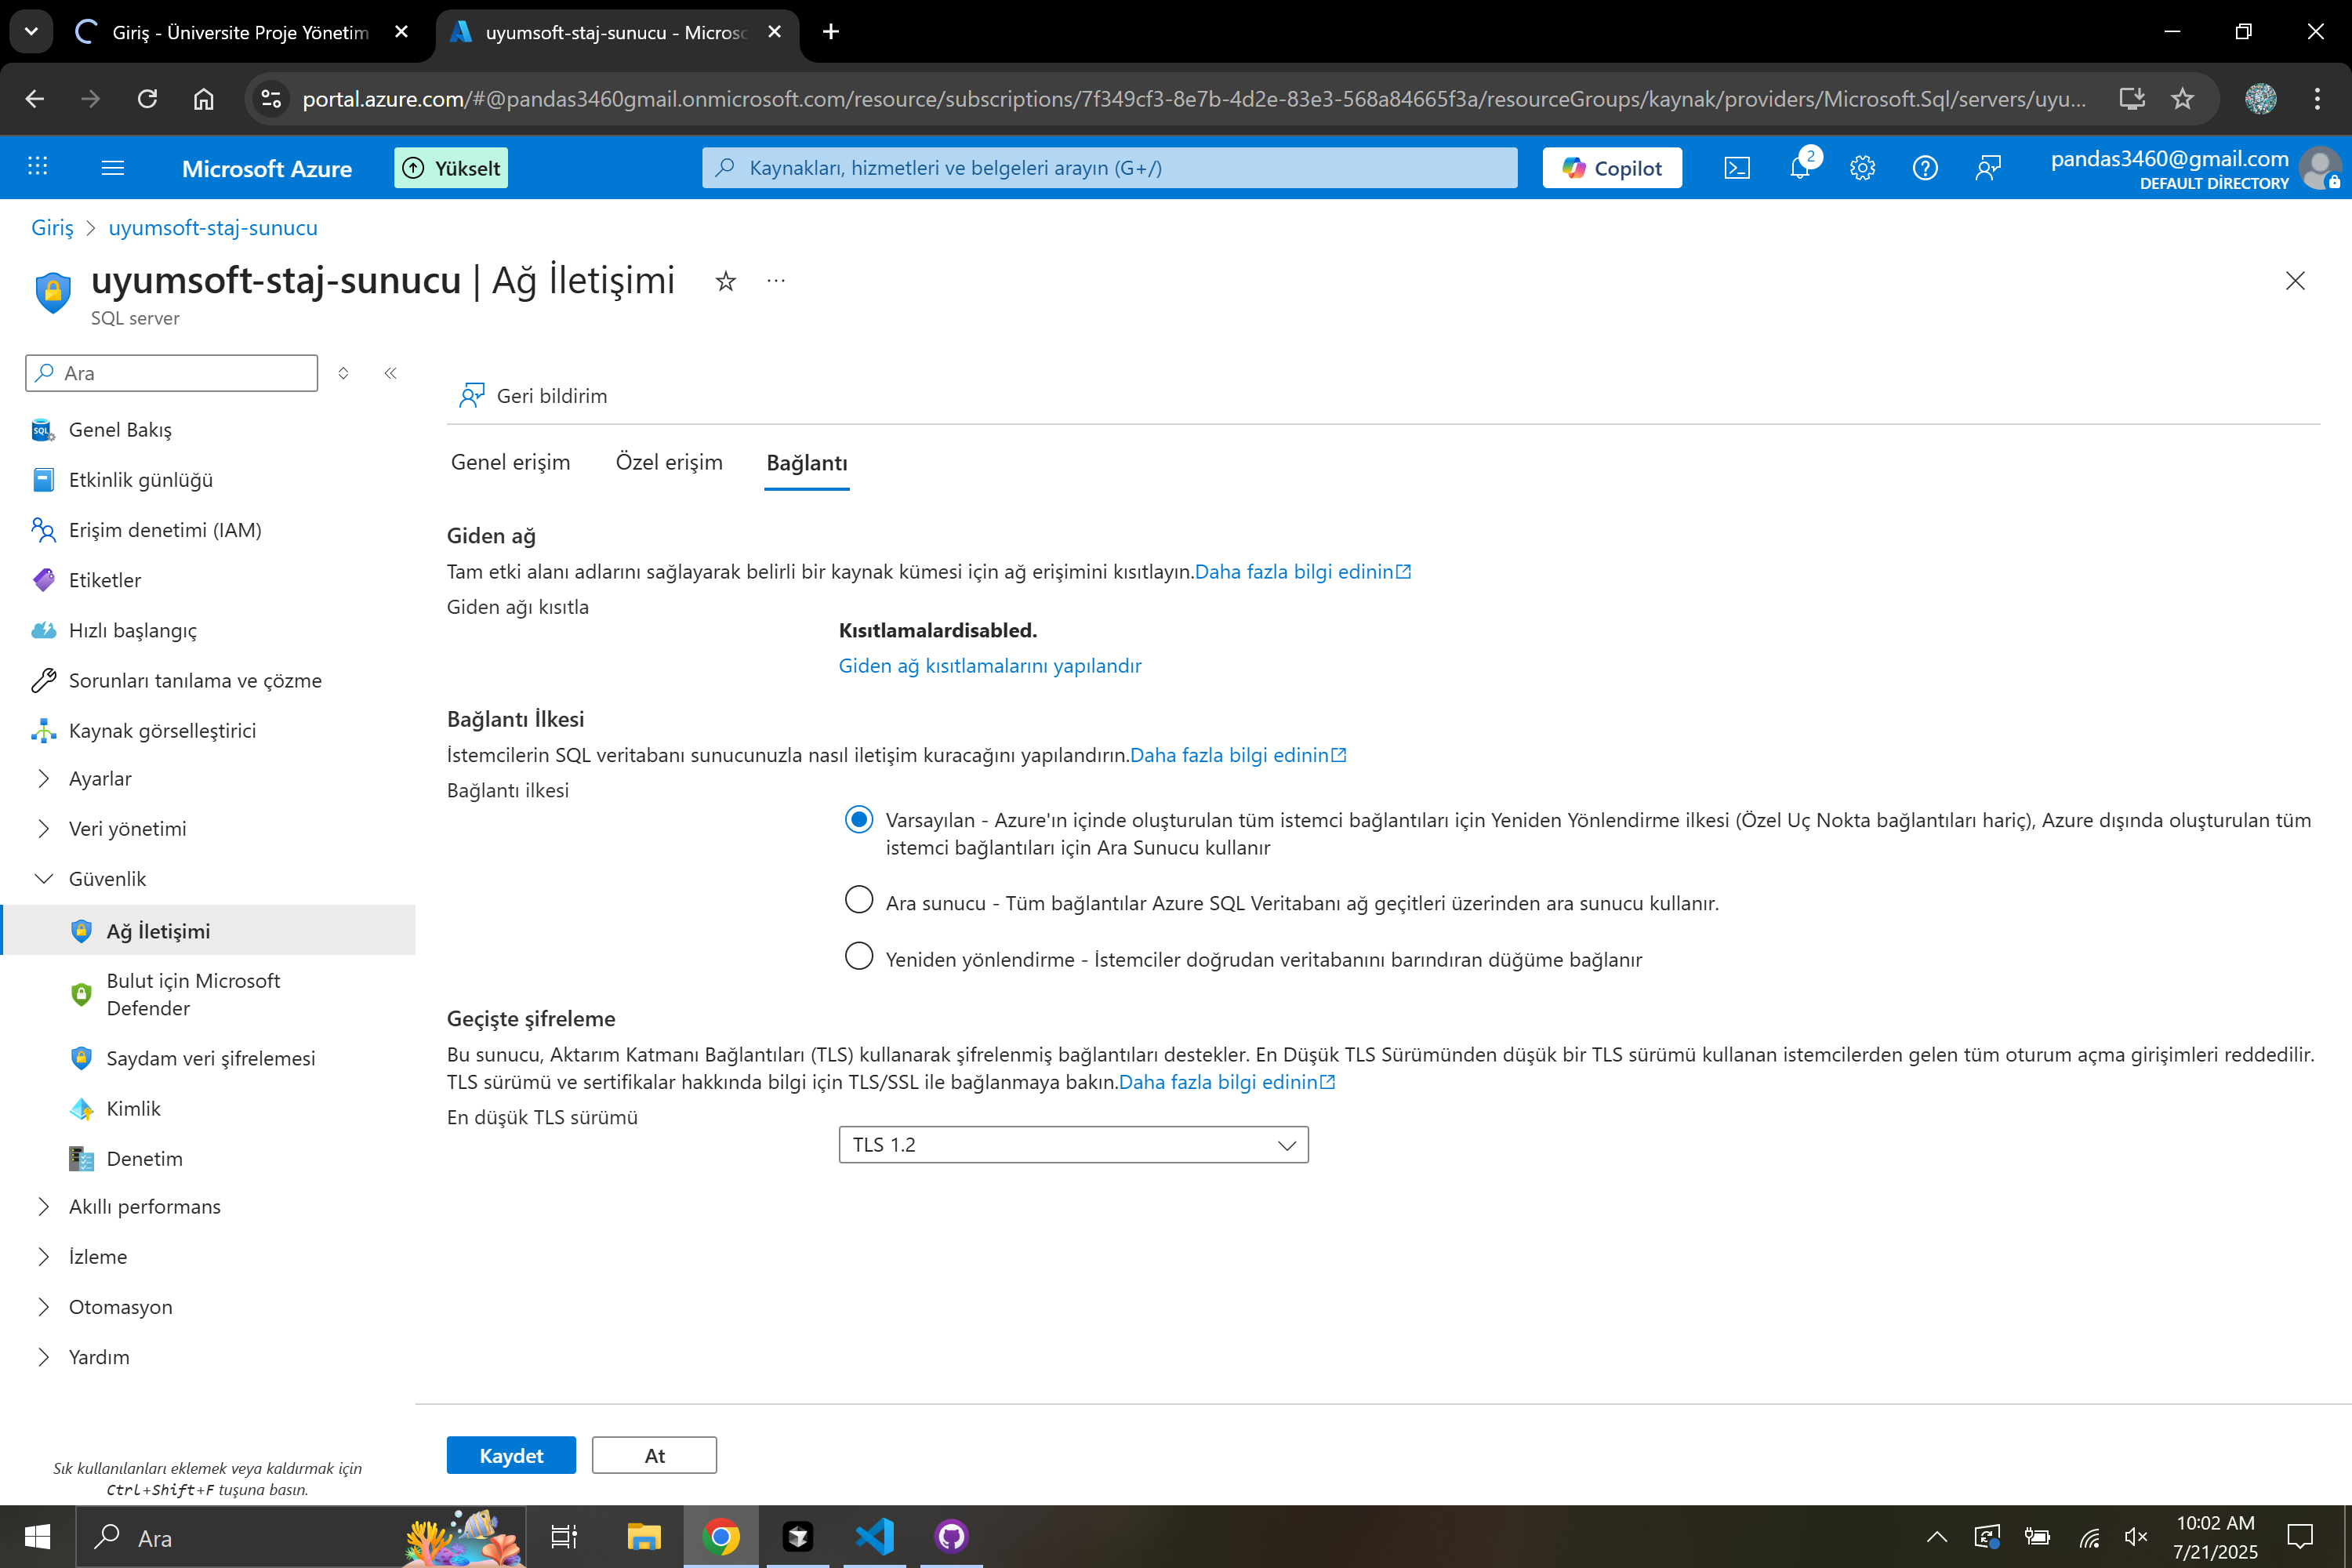 Giriş - Üniversite Proje Yönetim
uyumsoft-staj-sunucu - Micros
portal.azure.com/#@pandas3460gmail.onmicrosoft.com/resource/subscriptions/7f349cf3-8e7b-4d2e-83e3-568a84665f3a/resourceGroups/kaynak/providers/Microsoft.Sql/servers/uyu...
Microsoft Azure
Yükselt
Kaynakları, hizmetleri ve belgeleri arayın (G+/)
Copilot
2
pandas3460@gmail.com
DEFAULT DİRECTORY
Giriş > uyumsoft-staj-sunucu
uyumsoft-staj-sunucu | Ağ İletişimi
SQL server
Ara
Genel Bakış
Etkinlik günlüğü
Erişim denetimi (IAM)
Etiketler
Hızlı başlangıç
Sorunları tanılama ve çözme
Kaynak görselleştirici
Ayarlar
Veri yönetimi
Güvenlik
Ağ İletişimi
Bulut için Microsoft
Defender
Saydam veri şifrelemesi
Kimlik
Denetim
Akıllı performans
İzleme
Otomasyon
Yardım
Sık kullanılanları eklemek veya kaldırmak için
Ctrl+Shift+F tuşuna basın.
Geri bildirim
Genel erişim
Özel erişim
Bağlantı
Giden ağ
Tam etki alanı adlarını sağlayarak belirli bir kaynak kümesi için ağ erişimini kısıtlayın.Daha fazla bilgi edinin
Giden ağı kısıtla
Kısıtlamalardisabled.
Giden ağ kısıtlamalarını yapılandır
Bağlantı İlkesi
İstemcilerin SQL veritabanı sunucunuzla nasıl iletişim kuracağını yapılandırın.Daha fazla bilgi edinin
Bağlantı ilkesi
Varsayılan - Azure'ın içinde oluşturulan tüm istemci bağlantıları için Yeniden Yönlendirme ilkesi (Özel Uç Nokta bağlantıları hariç), Azure dışında oluşturulan tüm
istemci bağlantıları için Ara Sunucu kullanır
Ara sunucu - Tüm bağlantılar Azure SQL Veritabanı ağ geçitleri üzerinden ara sunucu kullanır.
Yeniden yönlendirme - İstemciler doğrudan veritabanını barındıran düğüme bağlanır
Geçişte şifreleme
Bu sunucu, Aktarım Katmanı Bağlantıları (TLS) kullanarak şifrelenmiş bağlantıları destekler. En Düşük TLS Sürümünden düşük bir TLS sürümü kullanan istemcilerden gelen tüm oturum açma girişimleri reddedilir.
TLS sürümü ve sertifikalar hakkında bilgi için TLS/SSL ile bağlanmaya bakın.Daha fazla bilgi edinin
En düşük TLS sürümü
TLS 1.2
Kaydet
At
Ara
10:02 AM
7/21/2025